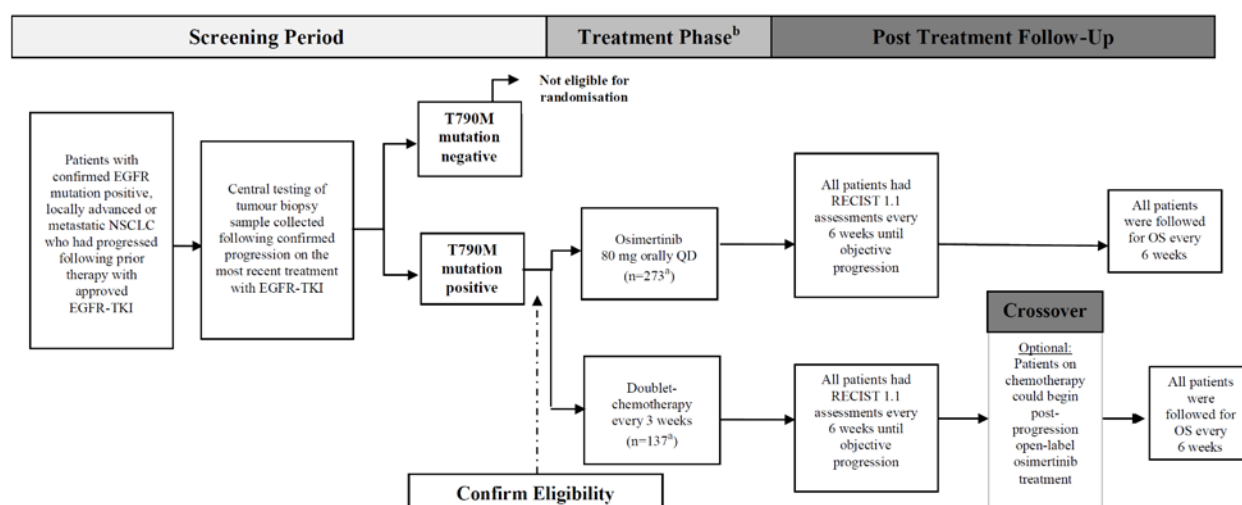 Screening Period
Treatment Phaseᵇ
Post Treatment Follow-Up
Patients with
confirmed EGFR
mutation positive,
locally advanced or
metastatic NSCLC
who had progressed
following prior
therapy with
approved
EGFR-TKI
Central testing of
tumour biopsy
sample collected
following confirmed
progression on the
most recent treatment
with EGFR-TKI
T790M
mutation
negative
Not eligible for
randomisation
T790M
mutation
positive
Confirm Eligibility
Osimertinib
80 mg orally QD
(n=273ᵃ)
All patients had
RECIST 1.1
assessments every
6 weeks until
objective
progression
All
patients
were followed
for OS every
6 weeks
Doublet-
chemotherapy
every 3 weeks
(n=137ᵃ)
All patients had
RECIST 1.1
assessments every
6 weeks until
objective
progression
Crossover
Optional:
Patients on
chemotherapy
could begin
post-
progression
open-label
osimertinib
treatment
All patients
were
followed for
OS every
6 weeks